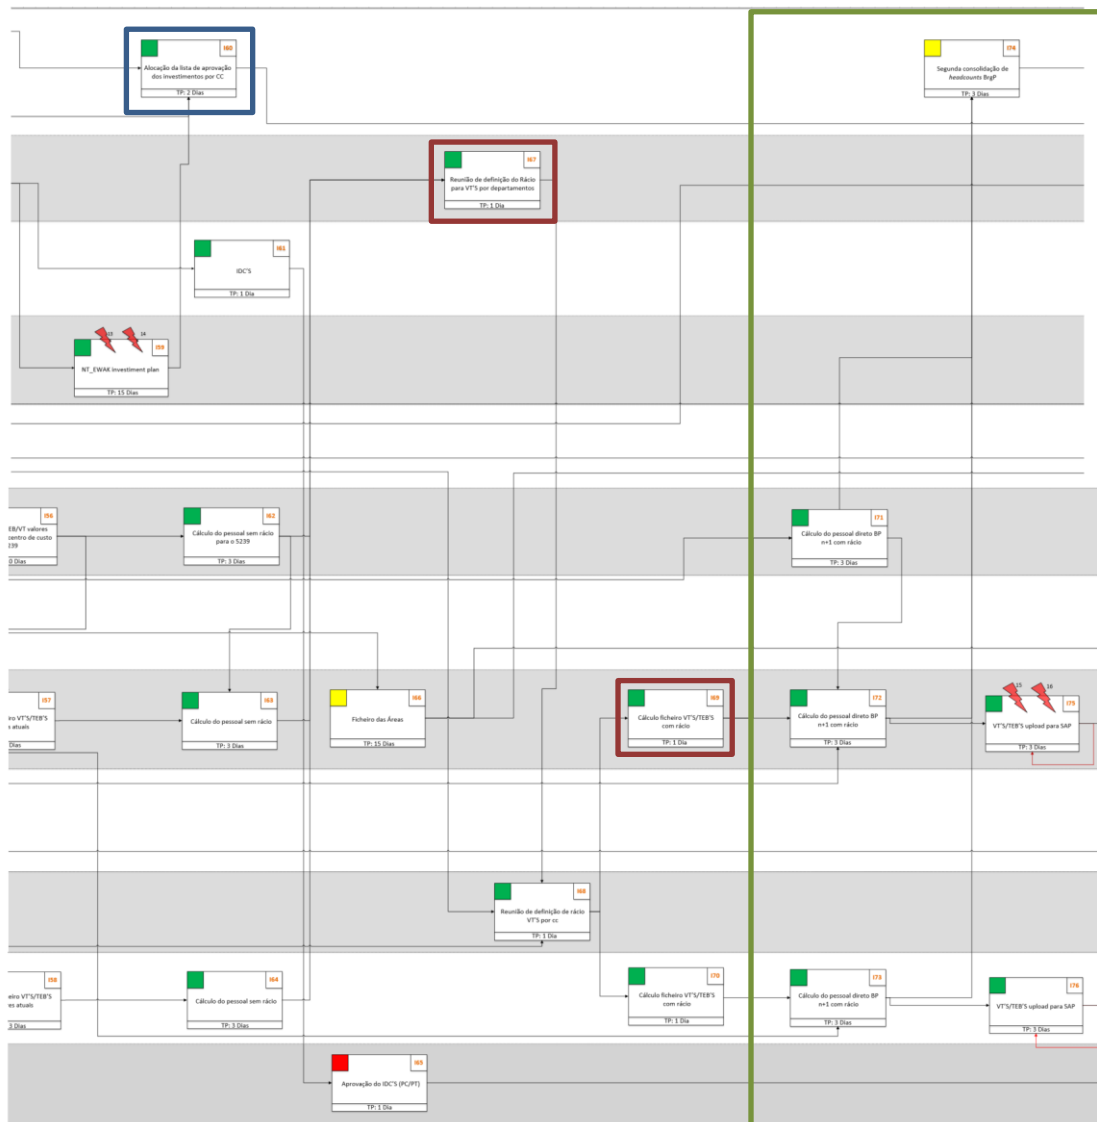 I60
Alocação da lista de aprovação
dos investimentos por CC
TP: 2 Dias
I74
Segunda consolidação de
headcounts BrgP
TP: 3 Dias
I67
Reunião de definição do Rácio
para VT'S por departamentos
TP: 1 Dia
I61
IDC'S
TP: 1 Dia
14
I59
NT_EWAK investiment plan
TP: 15 Dias
I56
EB/VT valores
centro de custo
239
0 Dias
I62
Cálculo do pessoal sem rácio
para o 5239
TP: 3 Dias
I71
Cálculo do pessoal direto BP
n+1 com rácio
TP: 3 Dias
I57
eiro VT'S/TEB'S
s atuais
Dias
I63
Cálculo do pessoal sem rácio
TP: 3 Dias
I66
Ficheiro das Áreas
TP: 15 Dias
I69
Cálculo ficheiro VT'S/TEB'S
com rácio
TP: 1 Dia
I72
Cálculo do pessoal direto BP
n+1 com rácio
TP: 3 Dias
15
16
I75
VT'S/TEB'S upload para SAP
TP: 3 Dias
I68
Reunião de definição de rácio
VT'S por cc
TP: 1 Dia
I58
eiro VT'S/TEB'S
res atuais
3 Dias
I64
Cálculo do pessoal sem rácio
TP: 3 Dias
I70
Cálculo ficheiro VT'S/TEB'S
com rácio
TP: 1 Dia
I73
Cálculo do pessoal direto BP
n+1 com rácio
TP: 3 Dias
I76
VT'S/TEB'S upload para SAP
TP: 3 Dias
I65
Aprovação do IDC'S (PC/PT)
TP: 1 Dia